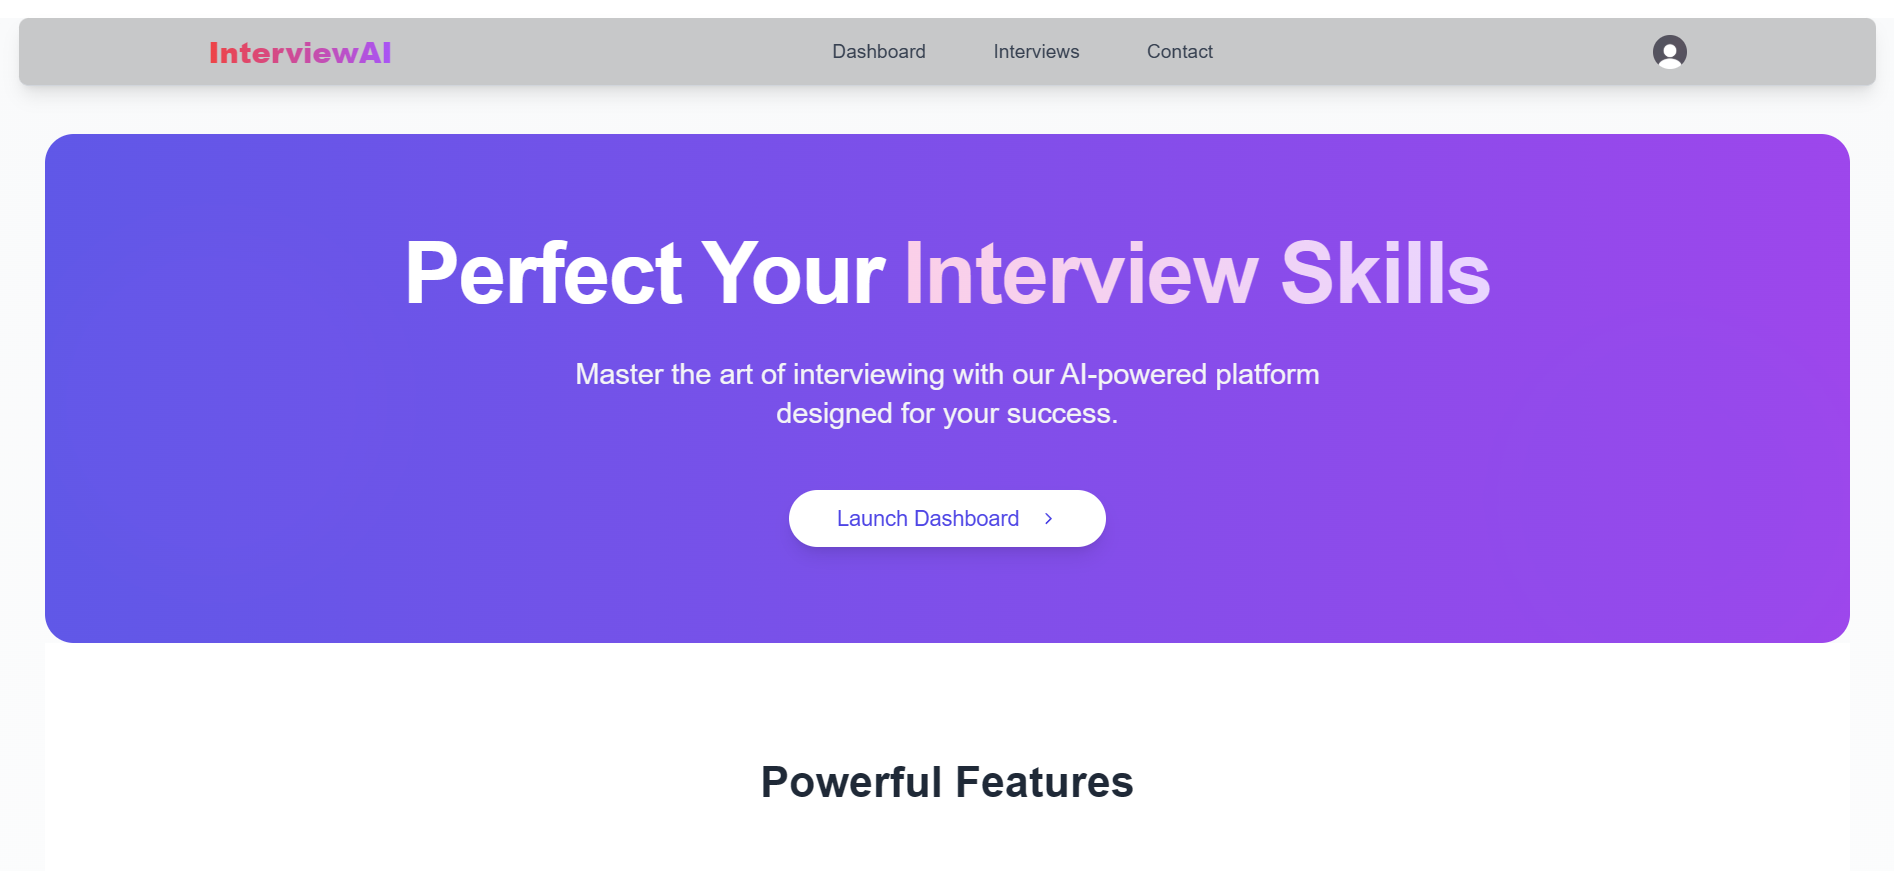 InterviewAI
Dashboard
Interviews
Contact
Perfect Your Interview Skills
Master the art of interviewing with our AI-powered platform
designed for your success.
Launch Dashboard
Powerful Features